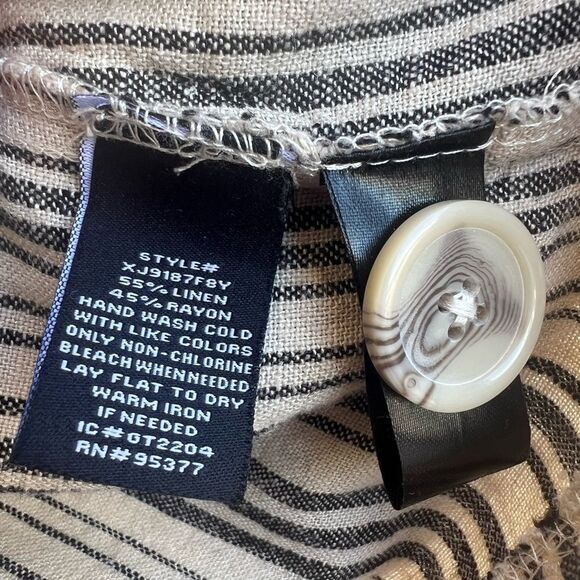 STYLE#
XJ9187F8Y
55% LINEN
45% RAYON
HAND WASH COLD
WITH LIKE COLORS
ONLY NON-CHLORINE
BLEACH WHEN NEEDED
LAY FLAT TO DRY
WARM IRON
IF NEEDED
IC#GT2204
RN#95377